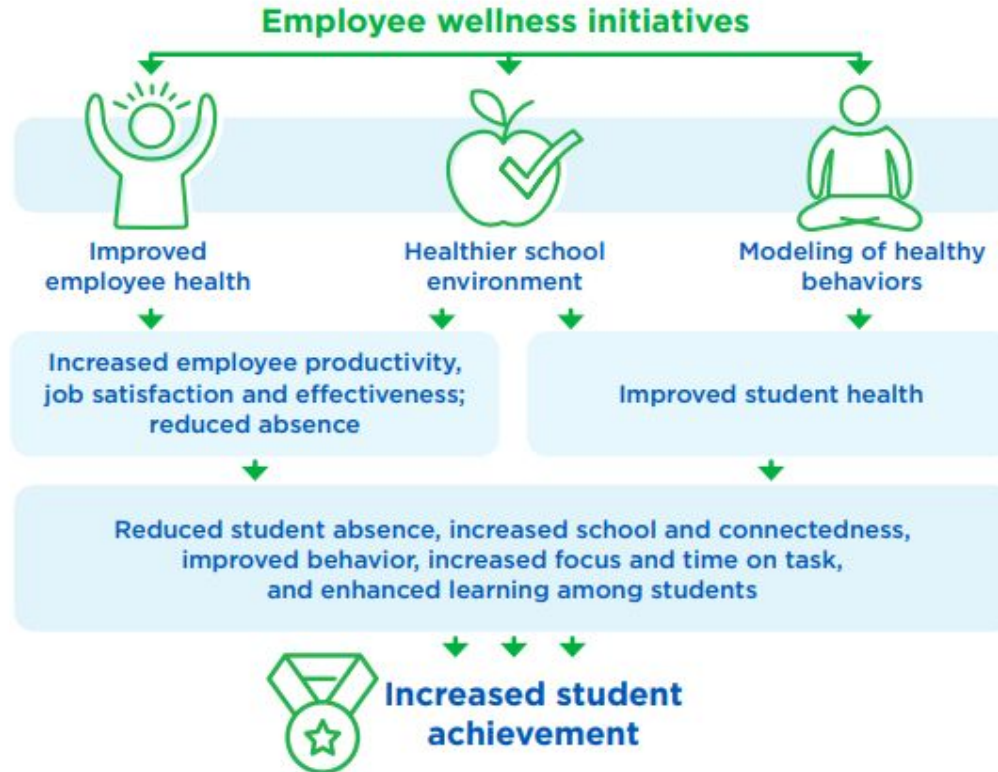 Employee wellness initiatives
Improved
employee health
Healthier school
environment
Modeling of healthy
behaviors
Increased employee productivity,
job satisfaction and effectiveness;
reduced absence
Improved student health
Reduced student absence, increased school and connectedness,
improved behavior, increased focus and time on task,
and enhanced learning among students
Increased student
achievement